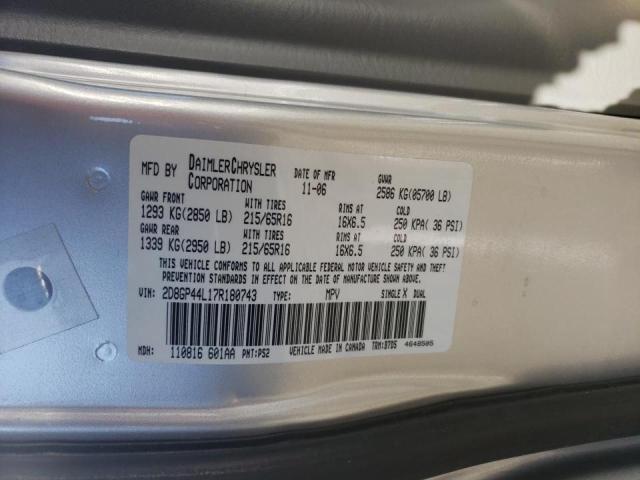 MFD BY DAIMLERCHRYSLER CORPORATION DATE OF MFR 11-06 GVWR 2586 KG(05700 LB)
GAWR FRONT WITH TIRES RIMS AT COLD
1293 KG(2850 LB) 215/65R16 16X6.5 250 KPA( 36 PSI)
GAWR REAR WITH TIRES RIMS AT COLD
1339 KG(2950 LB) 215/65R16 16X6.5 250 KPA( 36 PSI)
THIS VEHICLE CONFORMS TO ALL APPLICABLE FEDERAL MOTOR VEHICLE SAFETY AND THEFT
PREVENTION STANDARDS IN EFFECT ON THE DATE OF MANUFACTURE SHOWN ABOVE.
VIN: 2D8GP44L17R180743 TYPE: MPV SINGLE X DUAL
MDH: 110816 601AA PNT:PS2 VEHICLE MADE IN CANADA TRM:B7D5 4648505